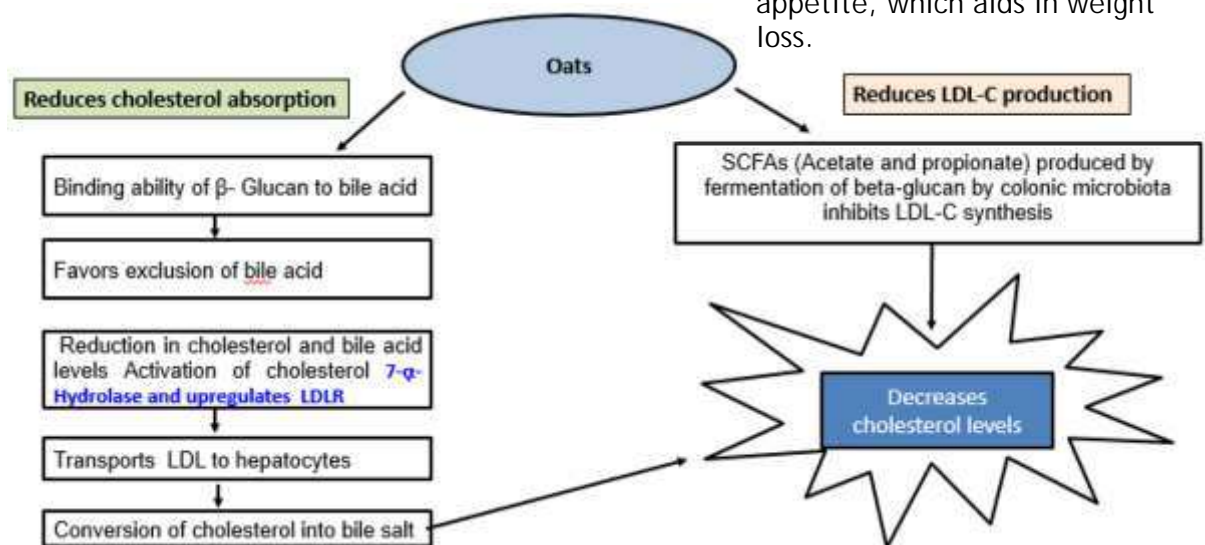 appetite, which aids in weight
loss.
Oats
Reduces cholesterol absorption
Reduces LDL-C production
Binding ability of β- Glucan to bile acid
Favors exclusion of bile acid
Reduction in cholesterol and bile acid
levels Activation of cholesterol 7-α-
Hydrolase and upregulates LDLR
Transports LDL to hepatocytes
Conversion of cholesterol into bile salt
SCFAs (Acetate and propionate) produced by
fermentation of beta-glucan by colonic microbiota
inhibits LDL-C synthesis
Decreases
cholesterol levels